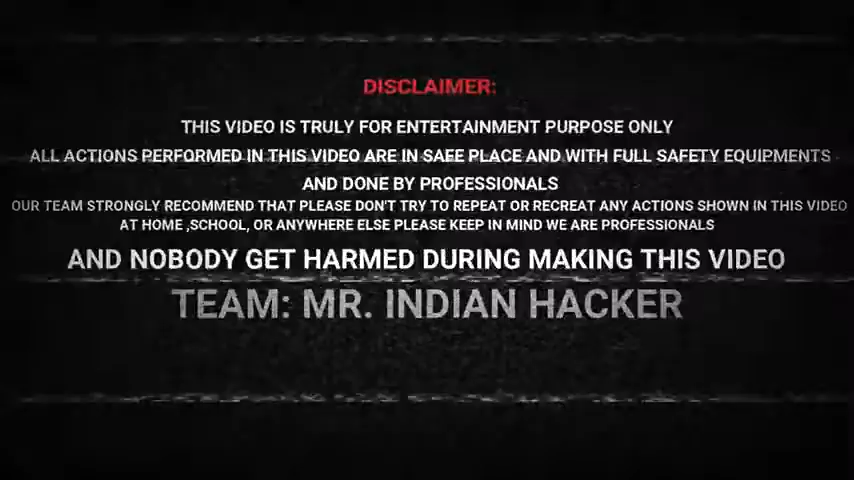 DISCLAIMER:
THIS VIDEO IS TRULY FOR ENTERTAINMENT PURPOSE ONLY
ALL ACTIONS PERFORMED IN THIS VIDEO ARE IN SAFE PLACE AND WITH FULL SAFETY EQUIPMENTS
AND DONE BY PROFESSIONALS
OUR TEAM STRONGLY RECOMMEND THAT PLEASE DON'T TRY TO REPEAT OR RECREAT ANY ACTIONS SHOWN IN THIS VIDEO
AT HOME ,SCHOOL, OR ANYWHERE ELSE PLEASE KEEP IN MIND WE ARE PROFESSIONALS
AND NOBODY GET HARMED DURING MAKING THIS VIDEO
TEAM: MR. INDIAN HACKER